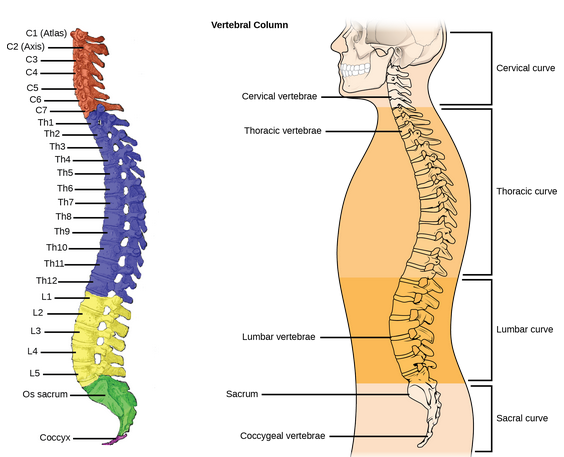 C1 (Atlas)
C2 (Axis)
C3
C4
C5
C6
C7
Th1
Th2
Th3
Th4
Th5
Th6
Th7
Th8
Th9
Th10
Th11
Th12
L1
L2
L3
L4
L5
Os sacrum
Coccyx
Vertebral Column
Cervical vertebrae
Thoracic vertebrae
Lumbar vertebrae
Sacrum
Coccygeal vertebrae
Cervical curve
Thoracic curve
Lumbar curve
Sacral curve